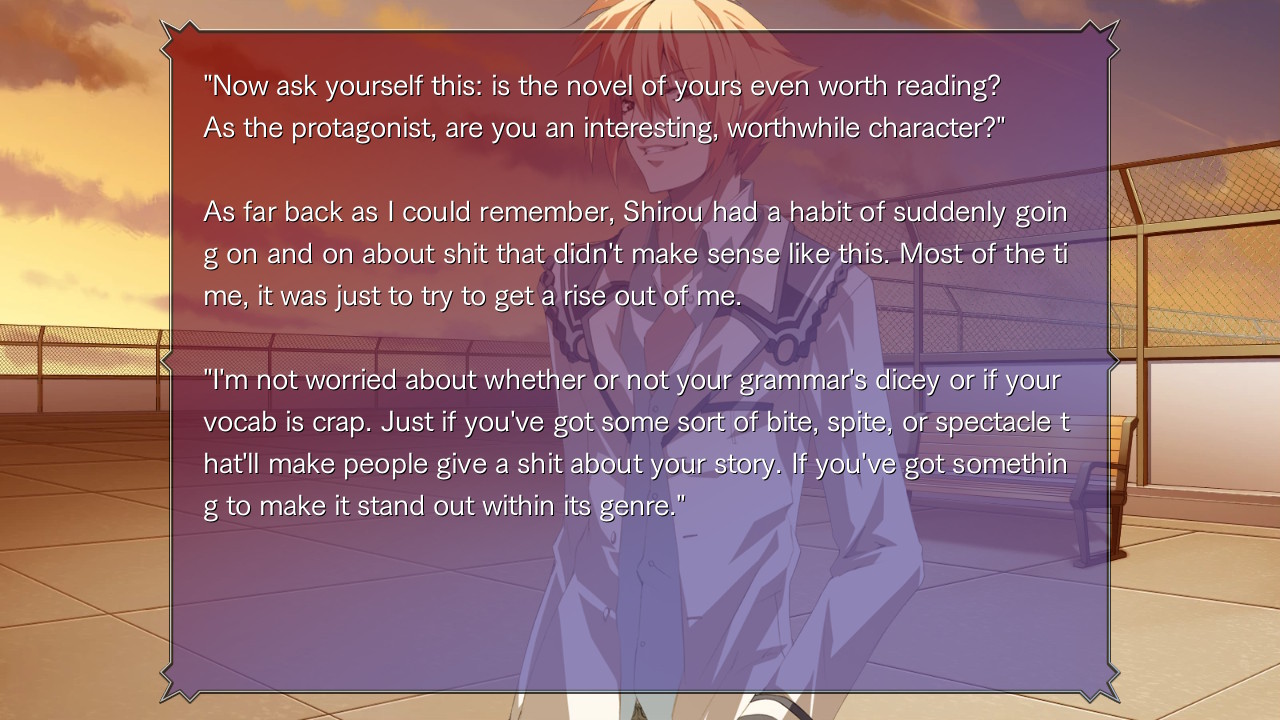 "Now ask yourself this: is the novel of yours even worth reading?
As the protagonist, are you an interesting, worthwhile character?"
As far back as I could remember, Shirou had a habit of suddenly goin
g on and on about shit that didn't make sense like this. Most of the ti
me, it was just to try to get a rise out of me.
"I'm not worried about whether or not your grammar's dicey or if your
vocab is crap. Just if you've got some sort of bite, spite, or spectacle t
hat'll make people give a shit about your story. If you've got somethin
g to make it stand out within its genre."